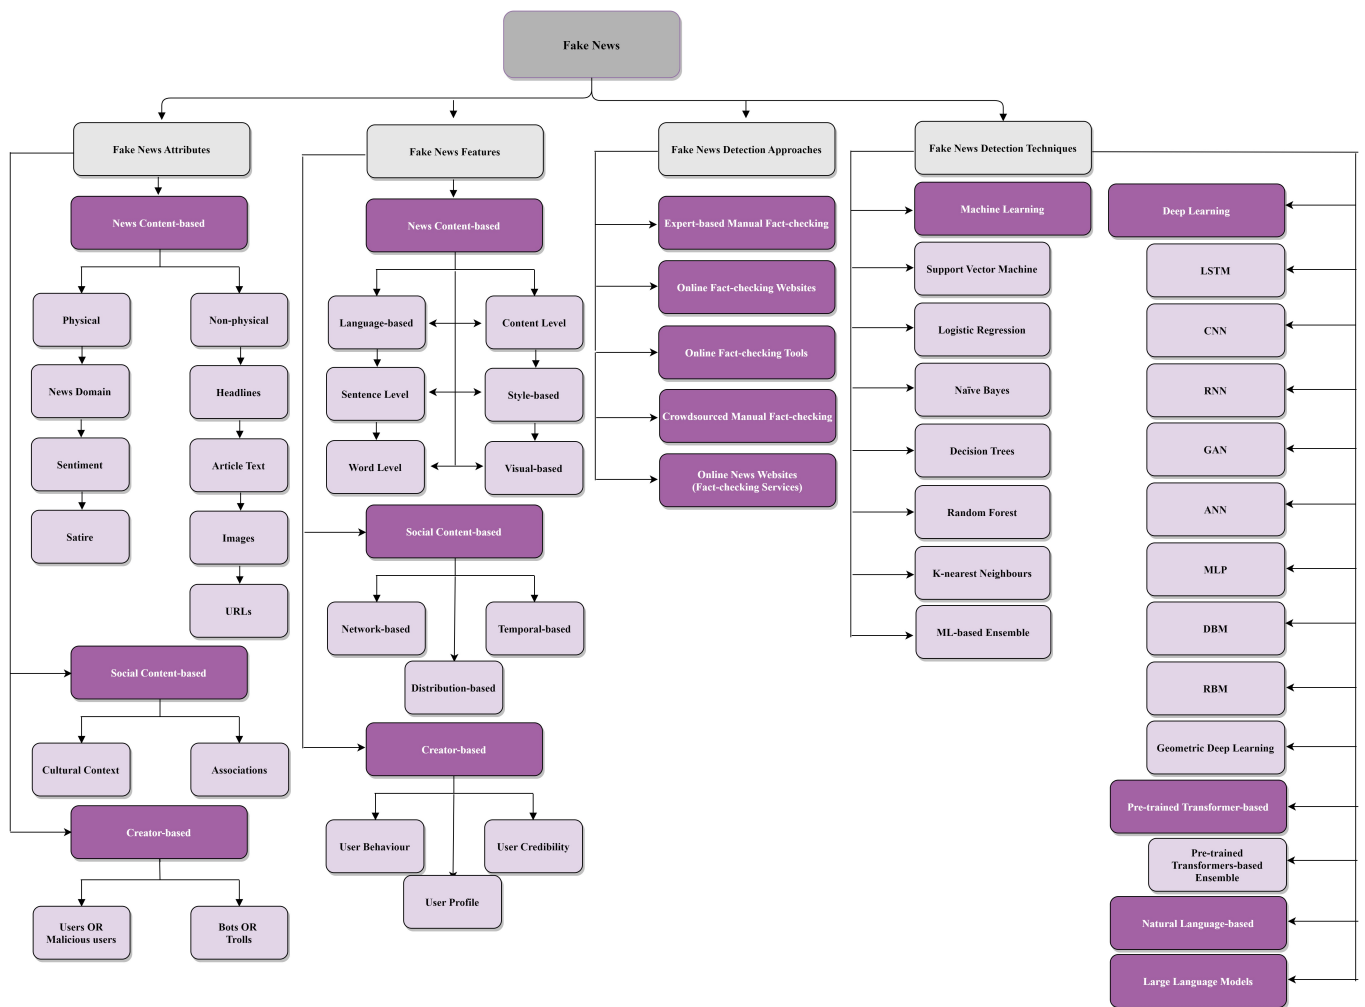 Fake News
Fake News Attributes
News Content-based
Physical
Non-physical
News Domain
Headlines
Sentiment
Article Text
Satire
Images
URLs
Social Content-based
Cultural Context
Associations
Creator-based
Users OR
Malicious users
Bots OR
Trolls
Fake News Features
News Content-based
Language-based
Content Level
Sentence Level
Style-based
Word Level
Visual-based
Social Content-based
Network-based
Temporal-based
Distribution-based
Creator-based
User Behaviour
User Credibility
User Profile
Fake News Detection Approaches
Expert-based Manual Fact-checking
Online Fact-checking Websites
Online Fact-checking Tools
Crowdsourced Manual Fact-checking
Online News Websites
(Fact-checking Services)
Fake News Detection Techniques
Machine Learning
Support Vector Machine
Logistic Regression
Naïve Bayes
Decision Trees
Random Forest
K-nearest Neighbours
ML-based Ensemble
Deep Learning
LSTM
CNN
RNN
GAN
ANN
MLP
DBM
RBM
Geometric Deep Learning
Pre-trained Transformer-based
Pre-trained
Transformers-based
Ensemble
Natural Language-based
Large Language Models